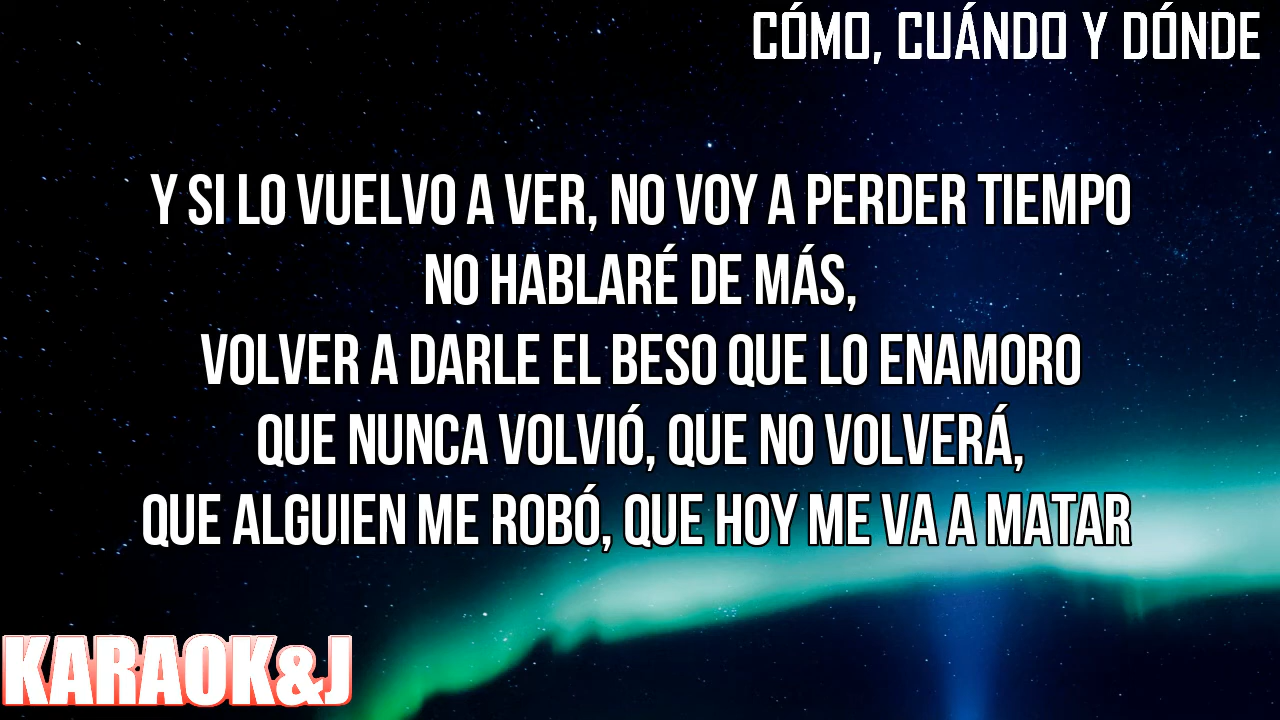 CÓMO, CUÁNDO Y DÓNDE
Y SI LO VUELVO A VER, NO VOY A PERDER TIEMPO
NO HABLARÉ DE MÁS,
VOLVER A DARLE EL BESO QUE LO ENAMORO
QUE NUNCA VOLVIÓ, QUE NO VOLVERÁ,
QUE ALGUIEN ME ROBÓ, QUE HOY ME VA A MATAR
KARAOK&J